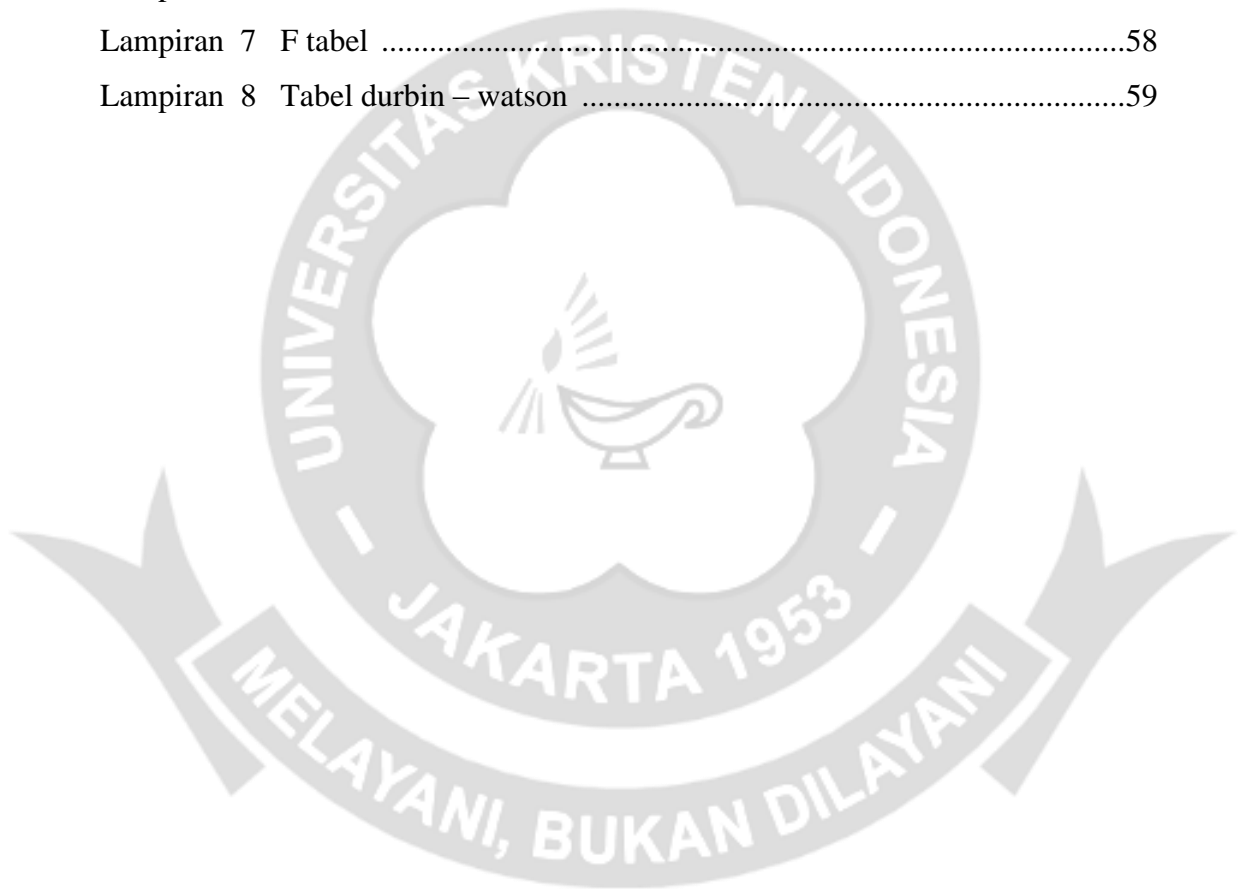 Lampiran 7 F tabel ............................................................................................58
Lampiran 8 Tabel durbin – watson ....................................................................59
UNIVERSITAS KRISTEN INDONESIA
- JAKARTA 1953 -
MELAYANI, BUKAN DILAYANI